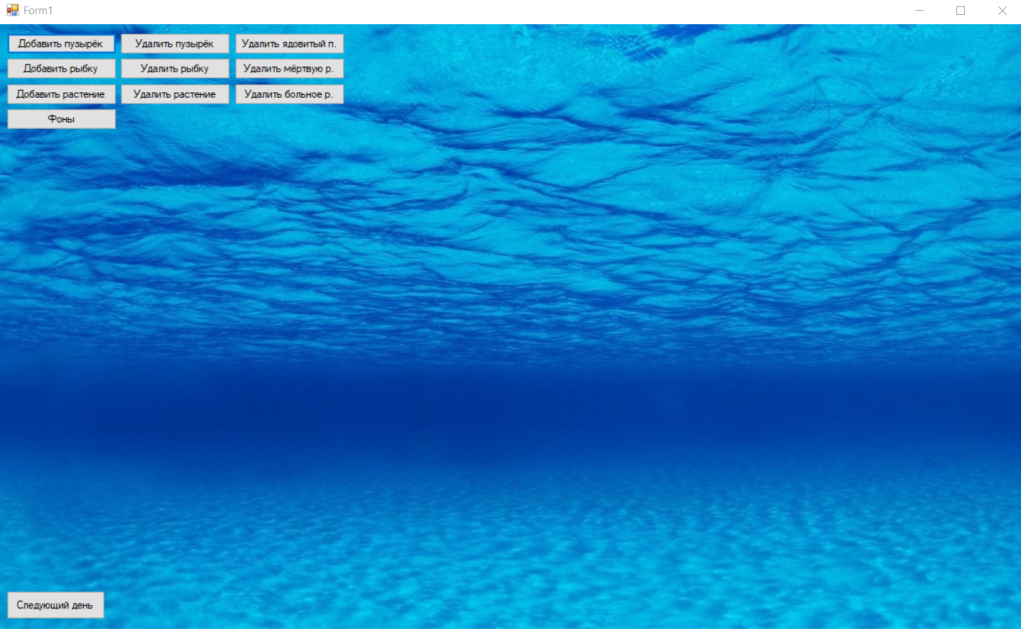 Form1
Добавить пузырёк Удалить пузырёк Удалить ядовитый п.
Добавить рыбку Удалить рыбку Удалить мёртвую р.
Добавить растение Удалить растение Удалить больное р.
Фоны
Следующий день